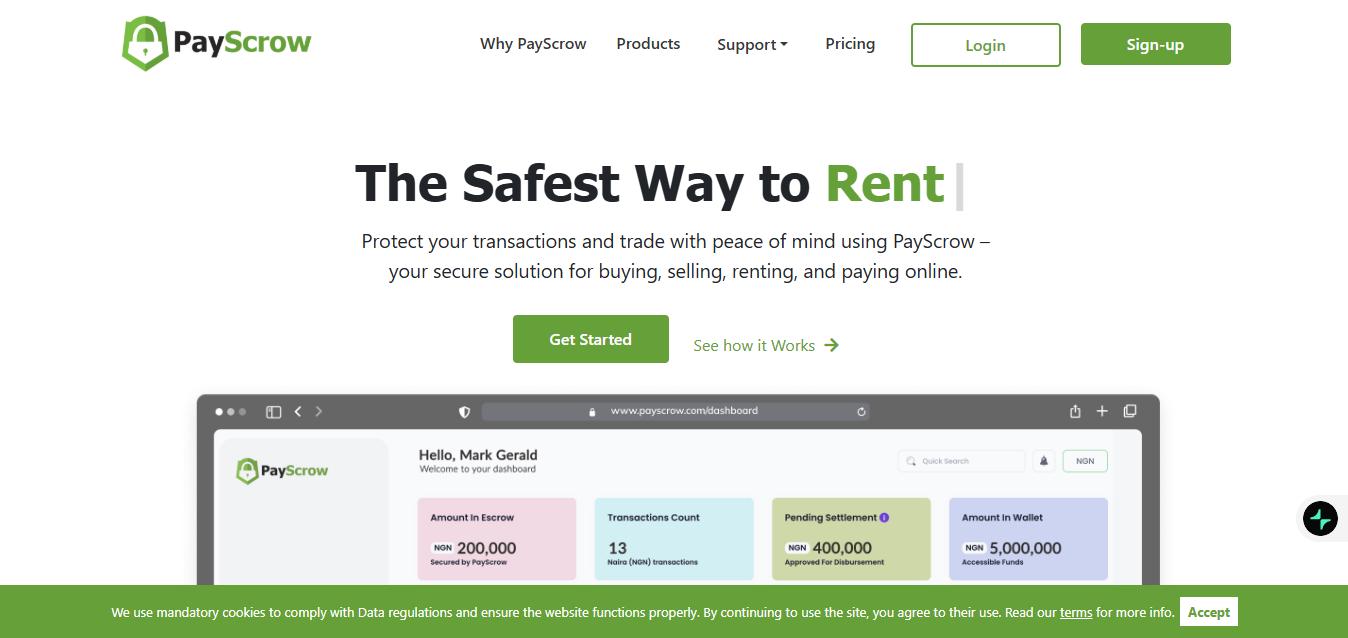 PayScrow
Why PayScrow
Products
Support
Pricing
Login
Sign-up
The Safest Way to Rent
Protect your transactions and trade with peace of mind using PayScrow –
your secure solution for buying, selling, renting, and paying online.
Get Started
See how it Works
www.payscrow.com/dashboard
PayScrow
Hello, Mark Gerald
Welcome to your dashboard
Quick Search
NGN
Amount In Escrow
NGN 200,000
Secured by PayScrow
Transactions Count
13
Naira (NGN) transactions
Pending Settlement
NGN 400,000
Approved For Disbursement
Amount In Wallet
NGN 5,000,000
Accessible Funds
We use mandatory cookies to comply with Data regulations and ensure the website functions properly. By continuing to use the site, you agree to their use. Read our terms for more info.
Accept